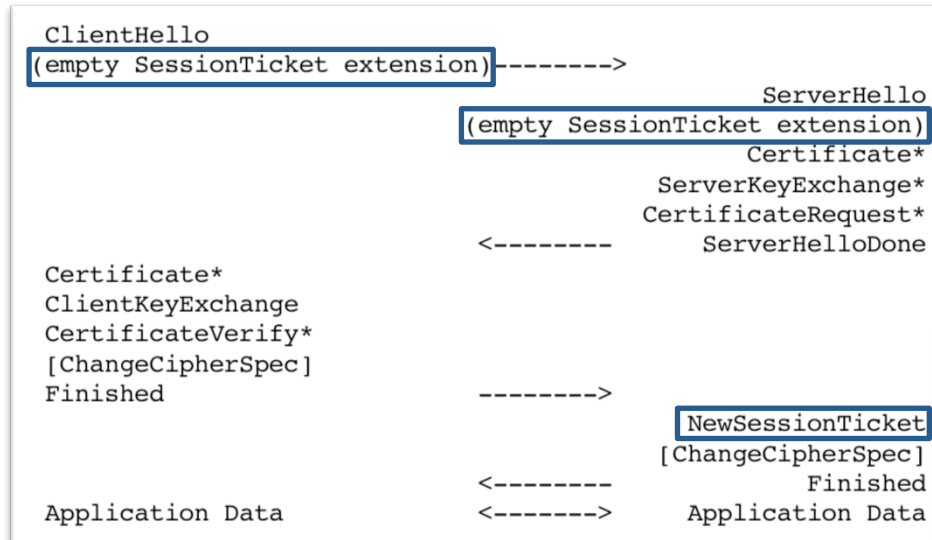 ClientHello
(empty SessionTicket extension)-------->
ServerHello
(empty SessionTicket extension)
Certificate*
ServerKeyExchange*
CertificateRequest*
<-------- ServerHelloDone
Certificate*
ClientKeyExchange
CertificateVerify*
[ChangeCipherSpec]
Finished -------->
NewSessionTicket
[ChangeCipherSpec]
<-------- Finished
Application Data <-------> Application Data